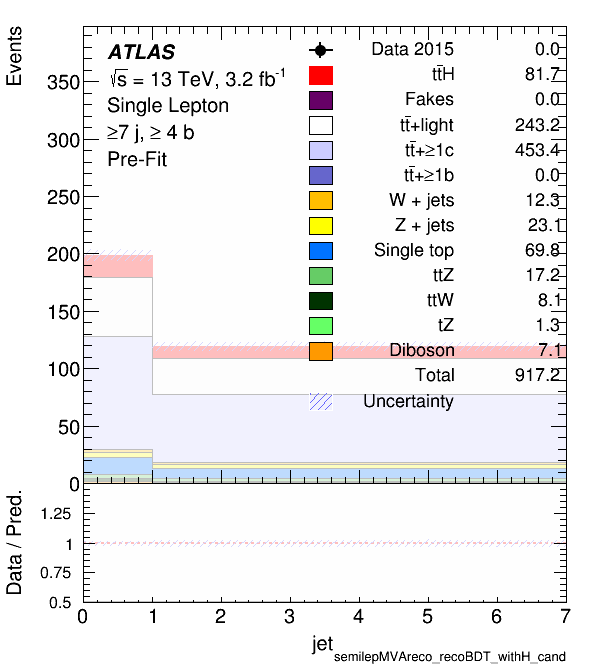 Events
ATLAS
√s = 13 TeV, 3.2 fb-1
Single Lepton
≥7 j, ≥ 4 b
Pre-Fit
Data 2015 0.0
tt̄H 81.7
Fakes 0.0
tt̄+light 243.2
tt̄+≥1c 453.4
tt̄+≥1b 0.0
W + jets 12.3
Z + jets 23.1
Single top 69.8
ttZ 17.2
ttW 8.1
tZ 1.3
Diboson 7.1
Total 917.2
Uncertainty
350
300
250
200
150
100
50
0
Data / Pred.
1.25
1
0.75
0.5
0 1 2 3 4 5 6 7
jet
semilepMVAreco_recoBDT_withH_cand